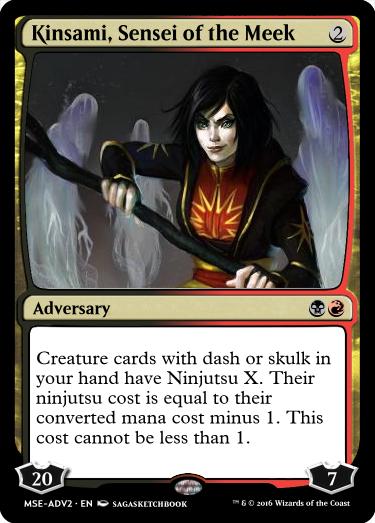 Kinsami, Sensei of the Meek 2
Adversary
Creature cards with dash or skulk in
your hand have Ninjutsu X. Their
ninjutsu cost is equal to their
converted mana cost minus 1. This
cost cannot be less than 1.
20
7
MSE-ADV2 · EN SAGASKETCHBOOK
™ & © 2016 Wizards of the Coast